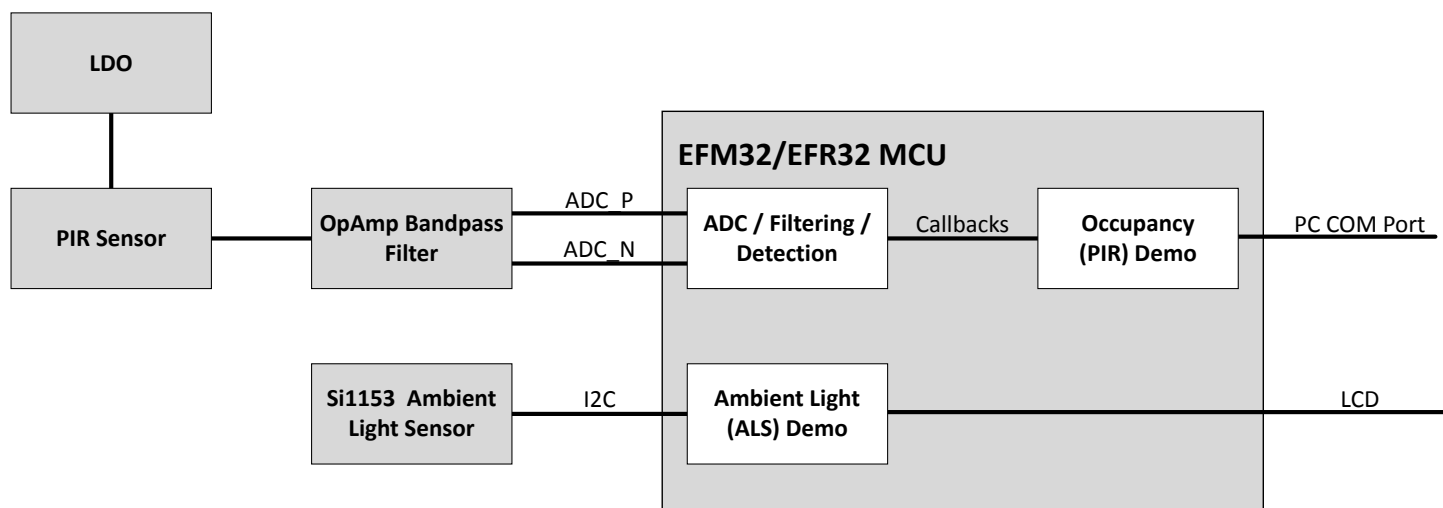 LDO
EFM32/EFR32 MCU
PIR Sensor
OpAmp Bandpass
Filter
ADC_P
ADC_N
ADC / Filtering /
Detection
Callbacks
Occupancy
(PIR) Demo
PC COM Port
Si1153 Ambient
Light Sensor
I2C
Ambient Light
(ALS) Demo
LCD